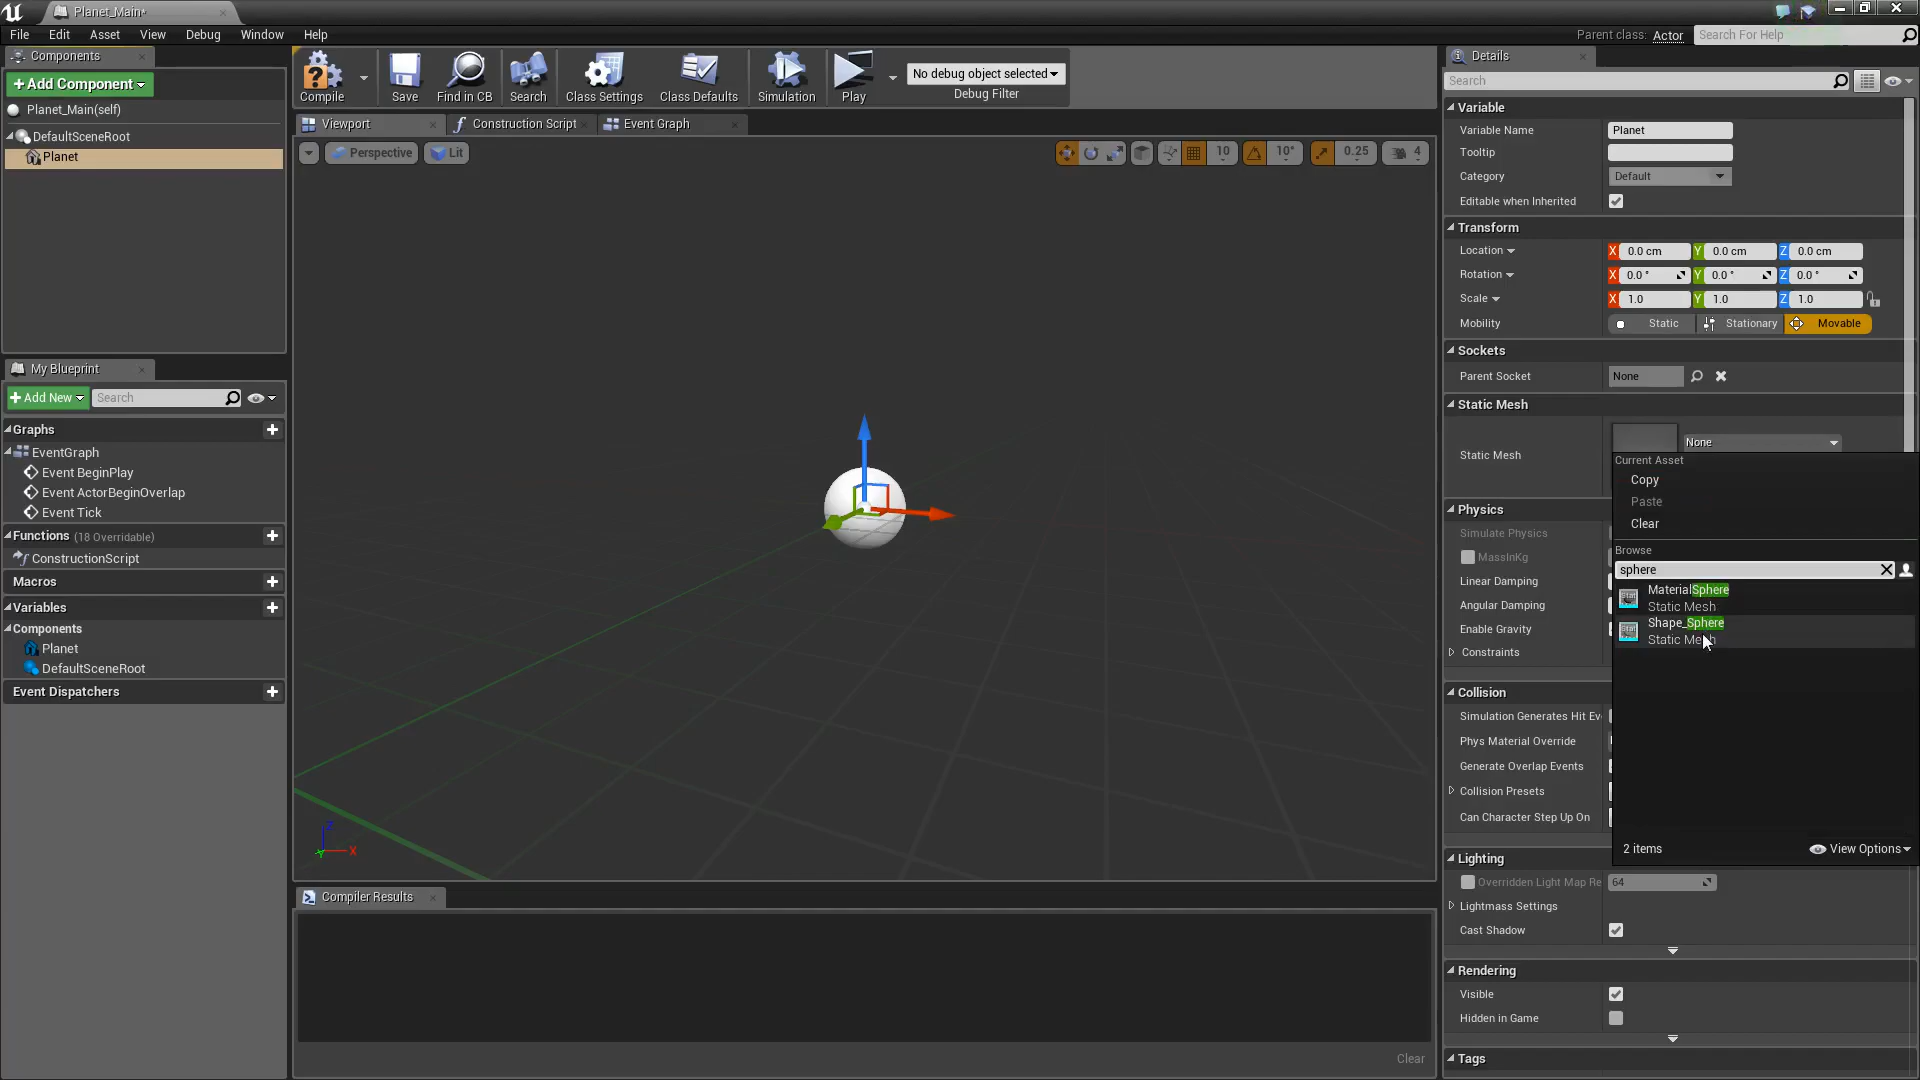 Planet_Main*
File Edit Asset View Debug Window Help
Parent class: Actor
Search For Help
Components
+ Add Component
Planet_Main(self)
DefaultSceneRoot
Planet
My Blueprint
+ Add New
Search
Graphs
EventGraph
Event BeginPlay
Event ActorBeginOverlap
Event Tick
Functions (18 Overridable)
ConstructionScript
Macros
Variables
Components
Planet
DefaultSceneRoot
Event Dispatchers
Compile Save Find in CB Search Class Settings Class Defaults Simulation Play
No debug object selected
Debug Filter
Viewport Construction Script Event Graph
Perspective Lit
10 10° 0.25 4
Z
Y X
Compiler Results
Clear
Details
Search
Variable
Variable Name Planet
Tooltip
Category Default
Editable when Inherited
Transform
Location X 0.0 cm Y 0.0 cm Z 0.0 cm
Rotation X 0.0 ° Y 0.0 ° Z 0.0 °
Scale X 1.0 Y 1.0 Z 1.0
Mobility Static Stationary Movable
Sockets
Parent Socket None
Static Mesh
Static Mesh None
Current Asset
Copy
Paste
Clear
Browse
sphere
MaterialSphere
Static Mesh
Shape_Sphere
Static Mesh
2 items View Options
Physics
Simulate Physics
MassInKg
Linear Damping
Angular Damping
Enable Gravity
Constraints
Collision
Simulation Generates Hit Ev
Phys Material Override
Generate Overlap Events
Collision Presets
Can Character Step Up On
Lighting
Overridden Light Map Re 64
Lightmass Settings
Cast Shadow
Rendering
Visible
Hidden in Game
Tags